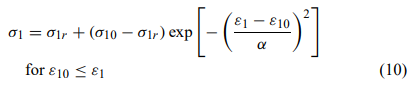 σ₁ = σ₁ᵣ + (σ₁₀ − σ₁ᵣ) exp[−((ε₁ − ε₁₀)/α)²]
for ε₁₀ ≤ ε₁ (10)